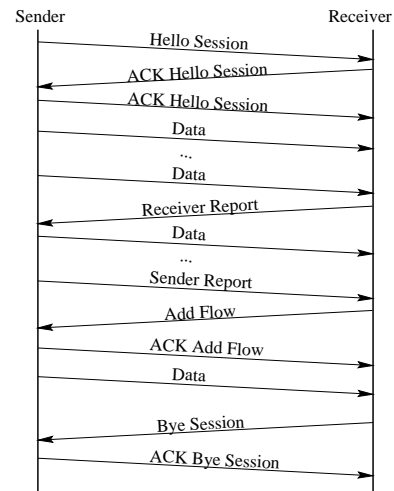 Sender Receiver
Hello Session
ACK Hello Session
ACK Hello Session
Data
...
Data
Receiver Report
Data
...
Sender Report
Add Flow
ACK Add Flow
Data
Bye Session
ACK Bye Session